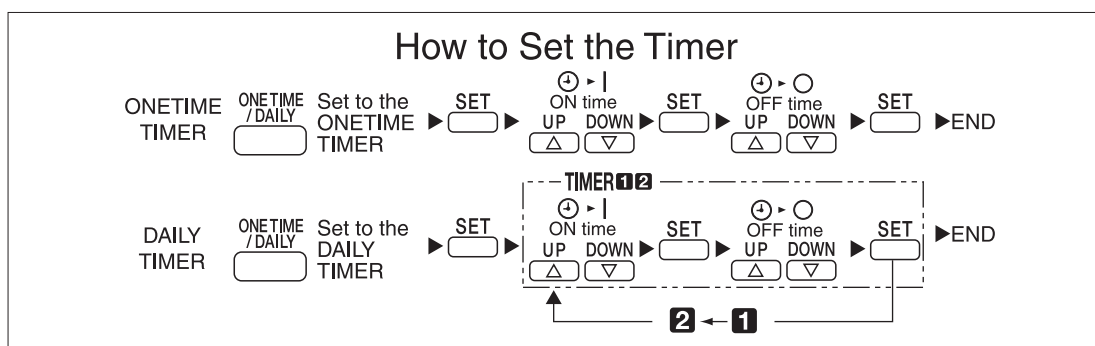 How to Set the Timer
ONETIME TIMER
ONETIME /DAILY
Set to the ONETIME TIMER
SET
ON time
UP DOWN
SET
OFF time
UP DOWN
SET
END
DAILY TIMER
ONETIME /DAILY
Set to the DAILY TIMER
SET
TIMER 1 2
ON time
UP DOWN
SET
OFF time
UP DOWN
SET
END
2 ← 1